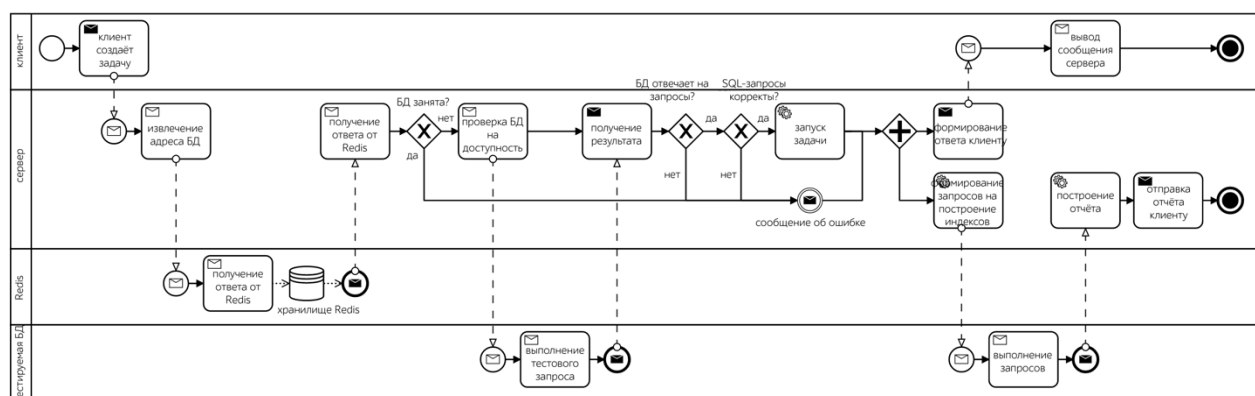 клиент
клиент
создаёт
задачу
вывод
сообщения
сервера
сервер
извлечение
адреса БД
получение
ответа от
Redis
БД занята?
нет
да
проверка БД
на
доступность
получение
результата
БД отвечает на
запросы?
да
нет
SQL-запросы
корректы?
да
нет
запуск
задачи
сообщение об ошибке
формирование
ответа клиенту
формирование
запросов на
построение
индексов
построение
отчёта
отправка
отчёта
клиенту
Redis
получение
ответа от
Redis
хранилище Redis
естируемая БД
выполнение
тестового
запроса
выполнение
запросов